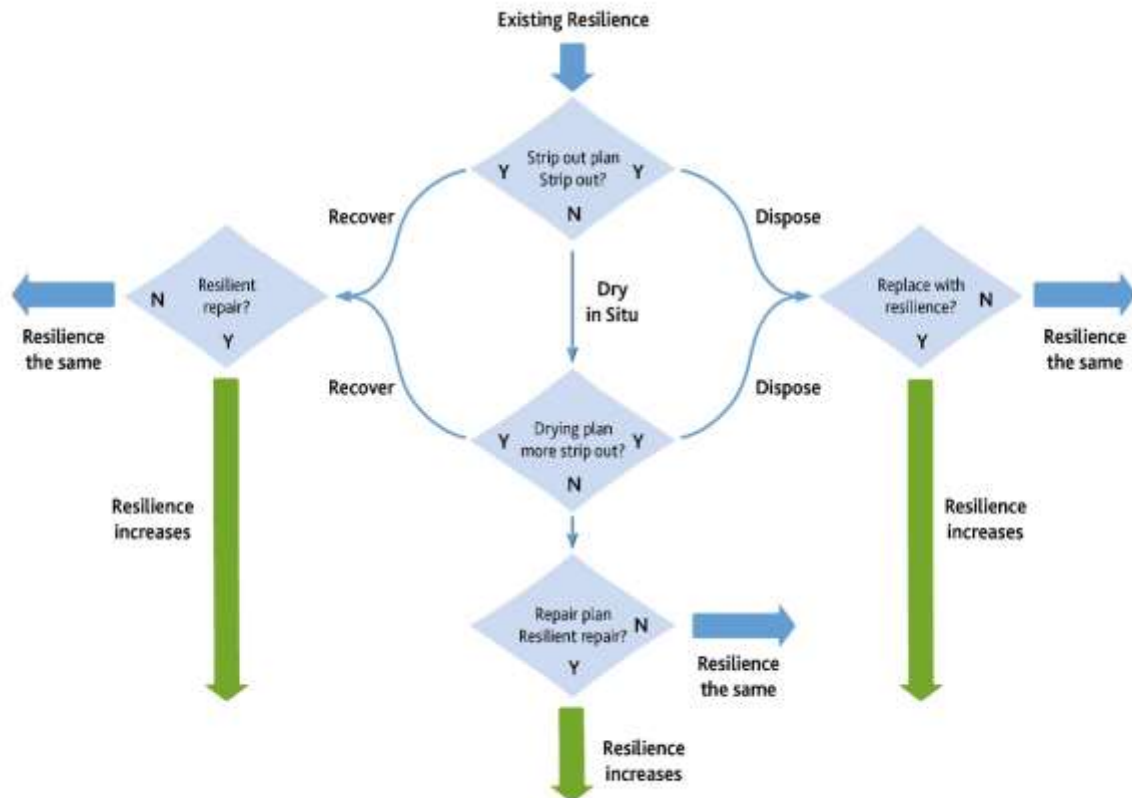 Existing Resilience
Strip out plan
Strip out?
Y
Y
N
Recover
Dispose
Resilient
repair?
N
Y
Resilience
the same
Dry
in Situ
Replace with
resilience?
N
Y
Resilience
the same
Recover
Dispose
Drying plan
more strip out?
Y
Y
N
Resilience
increases
Resilience
increases
Repair plan
Resilient repair?
N
Y
Resilience
the same
Resilience
increases